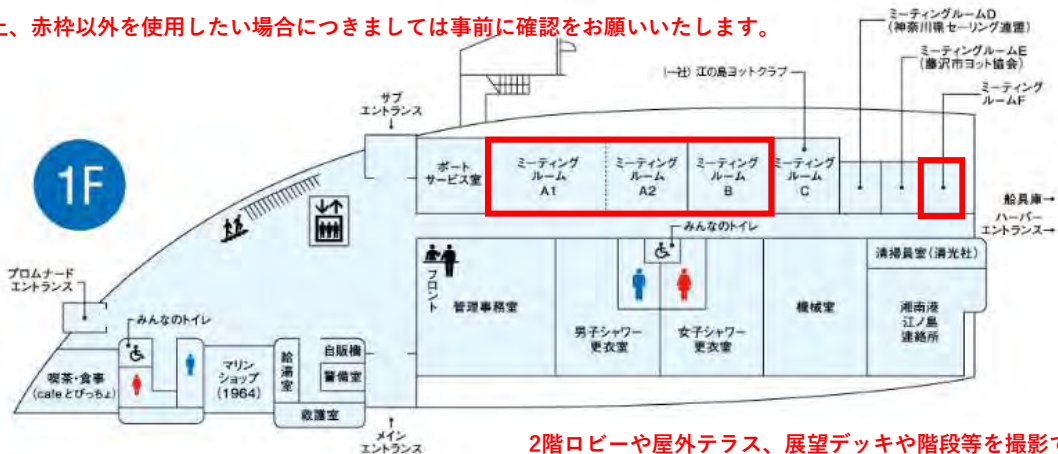 上、赤枠以外を使用したい場合につきましては事前に確認をお願いいたします。
ミーティングルームD
(神奈川県セーリング連盟)
ミーティングルームE
(藤沢市ヨット協会)
ミーティング
ルームF
(一社) 江の島ヨットクラブ
サブ
エントランス
1F
ポート
サービス室
ミーティング
ルーム
A1
ミーティング
ルーム
A2
ミーティング
ルーム
B
ミーティング
ルーム
C
船具庫→
ハーバー
エントランス→
みんなのトイレ
フロント
管理事務室
男子シャワー
更衣室
女子シャワー
更衣室
機械室
清掃員室(清光社)
湘南港
江ノ島
連絡所
プロムナード
エントランス
みんなのトイレ
喫茶・食事
(cafeとびっちょ)
マリン
ショップ
(1964)
給湯室
自販機
警備室
救護室
メイン
エントランス
2階ロビーや屋外テラス、展望デッキや階段等を撮影で